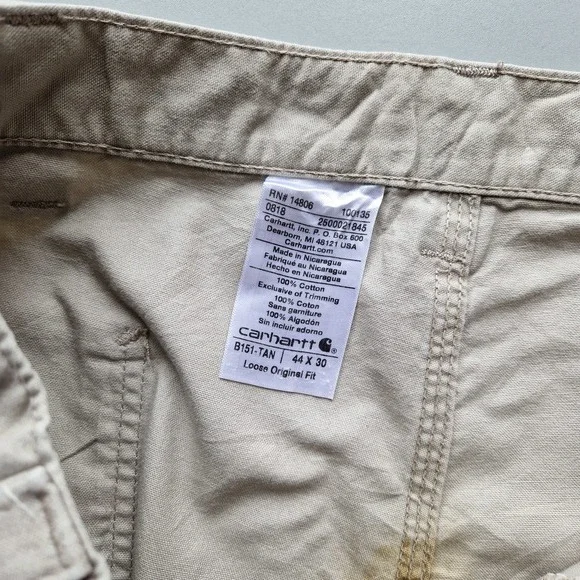 RN# 14806 100135
0818 2500021845
Carhartt, Inc. P. O. Box 600
Dearborn, MI 48121 USA
Carhartt.com
Made in Nicaragua
Fabriqué au Nicaragua
Hecho en Nicaragua
100% Cotton
Exclusive of Trimming
100% Coton
Sans garniture
100% Algodón
Sin incluir adorno
carhartt
B151-TAN 44 X 30
Loose Original Fit